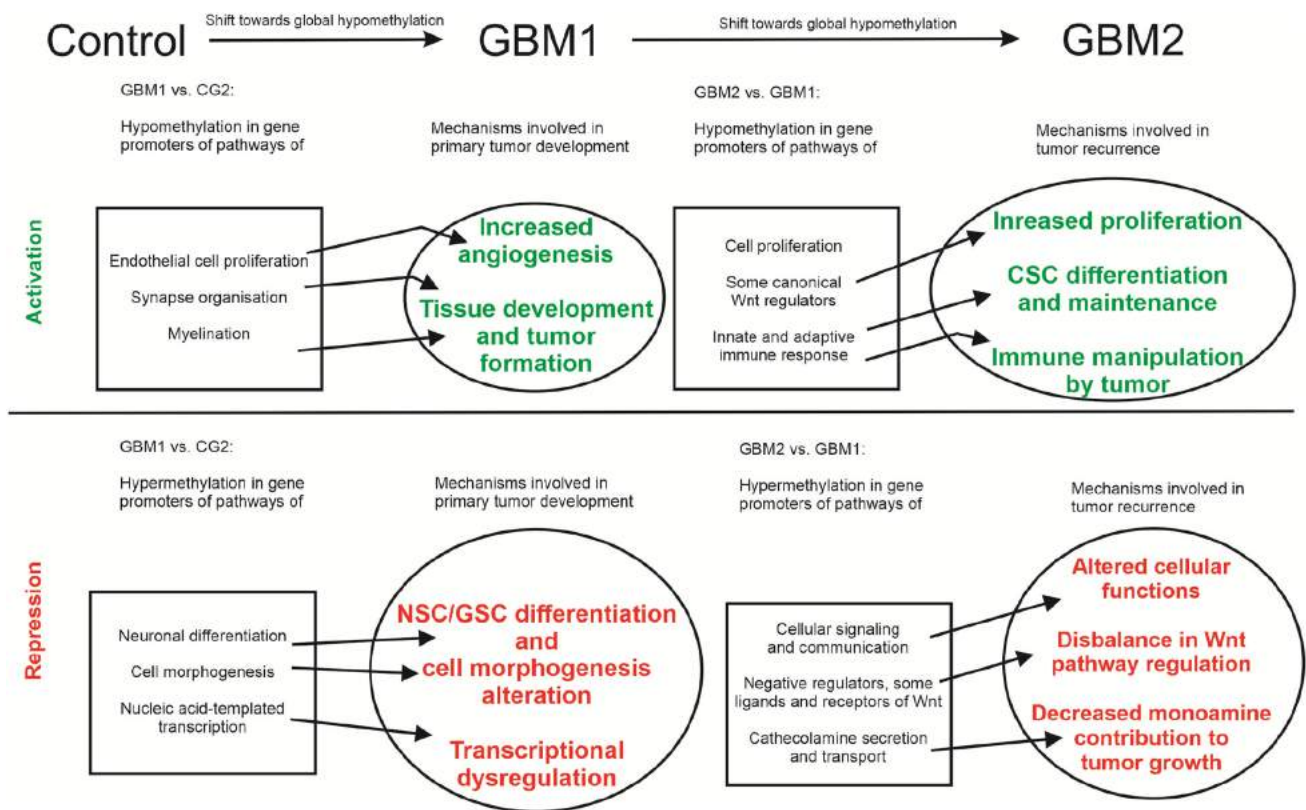 Control
Shift towards global hypomethylation
GBM1
Shift towards global hypomethylation
GBM2
GBM1 vs. CG2:
Hypomethylation in gene
promoters of pathways of
Mechanisms involved in
primary tumor development
GBM2 vs. GBM1:
Hypomethylation in gene
promoters of pathways of
Mechanisms involved in
tumor recurrence
Activation
Endothelial cell proliferation
Synapse organisation
Myelination
Increased
angiogenesis
Tissue development
and tumor
formation
Cell proliferation
Some canonical
Wnt regulators
Innate and adaptive
immune response
Inreased proliferation
CSC differentiation
and maintenance
Immune manipulation
by tumor
GBM1 vs. CG2:
Hypermethylation in gene
promoters of pathways of
Mechanisms involved in
primary tumor development
GBM2 vs. GBM1:
Hypermethylation in gene
promoters of pathways of
Mechanisms involved in
tumor recurrence
Repression
Neuronal differentiation
Cell morphogenesis
Nucleic acid-templated
transcription
NSC/GSC differentiation
and
cell morphogenesis
alteration
Transcriptional
dysregulation
Cellular signaling
and communication
Negative regulators, some
ligands and receptors of Wnt
Cathecolamine secretion
and transport
Altered cellular
functions
Disbalance in Wnt
pathway regulation
Decreased monoamine
contribution to
tumor growth